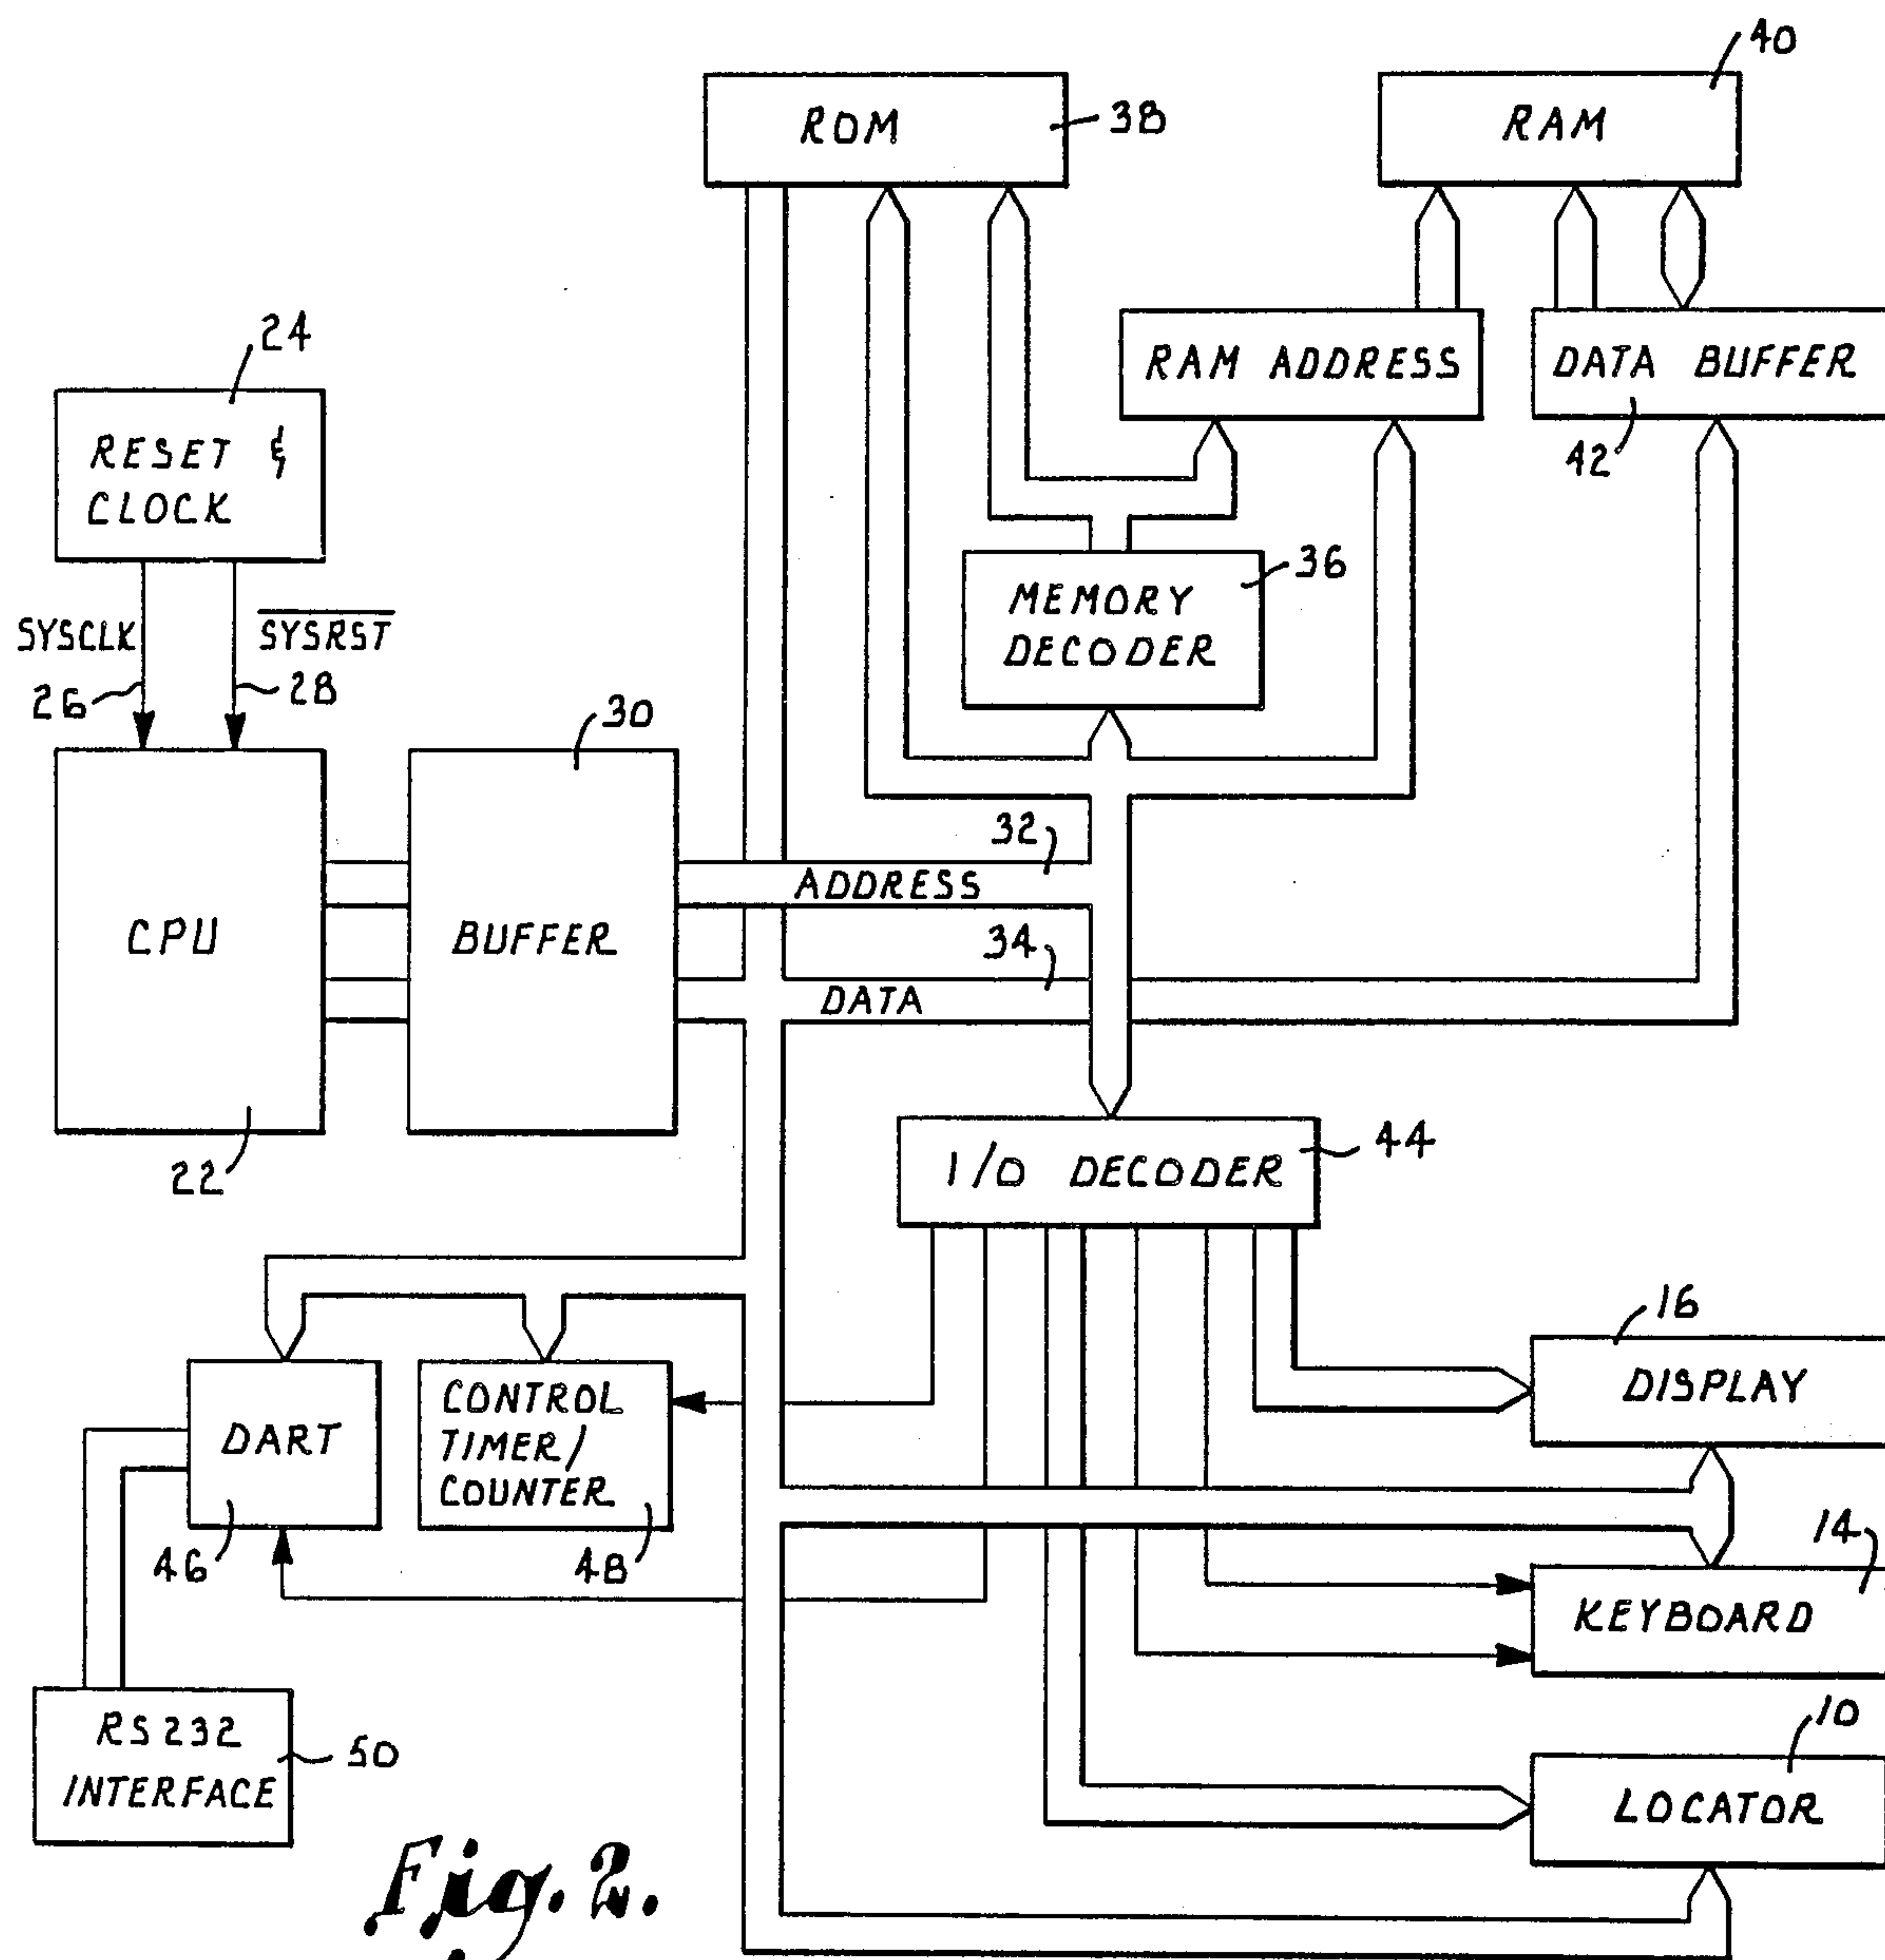 40
ROM
38
RAM
24
RAM ADDRESS
DATA BUFFER
42
RESET &
CLOCK
36
MEMORY
DECODER
SYSCLK
SYSRST
26
28
30
32
ADDRESS
CPU
BUFFER
34
DATA
22
I/O DECODER
44
16
DISPLAY
CONTROL
TIMER/
COUNTER
DART
46
48
14
KEYBOARD
10
RS232
INTERFACE
50
LOCATOR
Fig. 2.